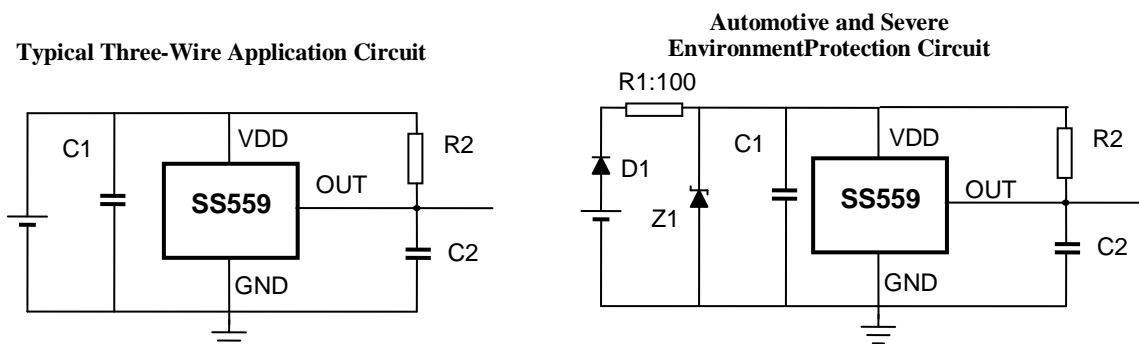 Typical Three-Wire Application Circuit
C1
VDD
R2
SS559
OUT
C2
GND
Automotive and Severe
EnvironmentProtection Circuit
R1:100
D1
Z1
C1
VDD
R2
SS559
OUT
C2
GND